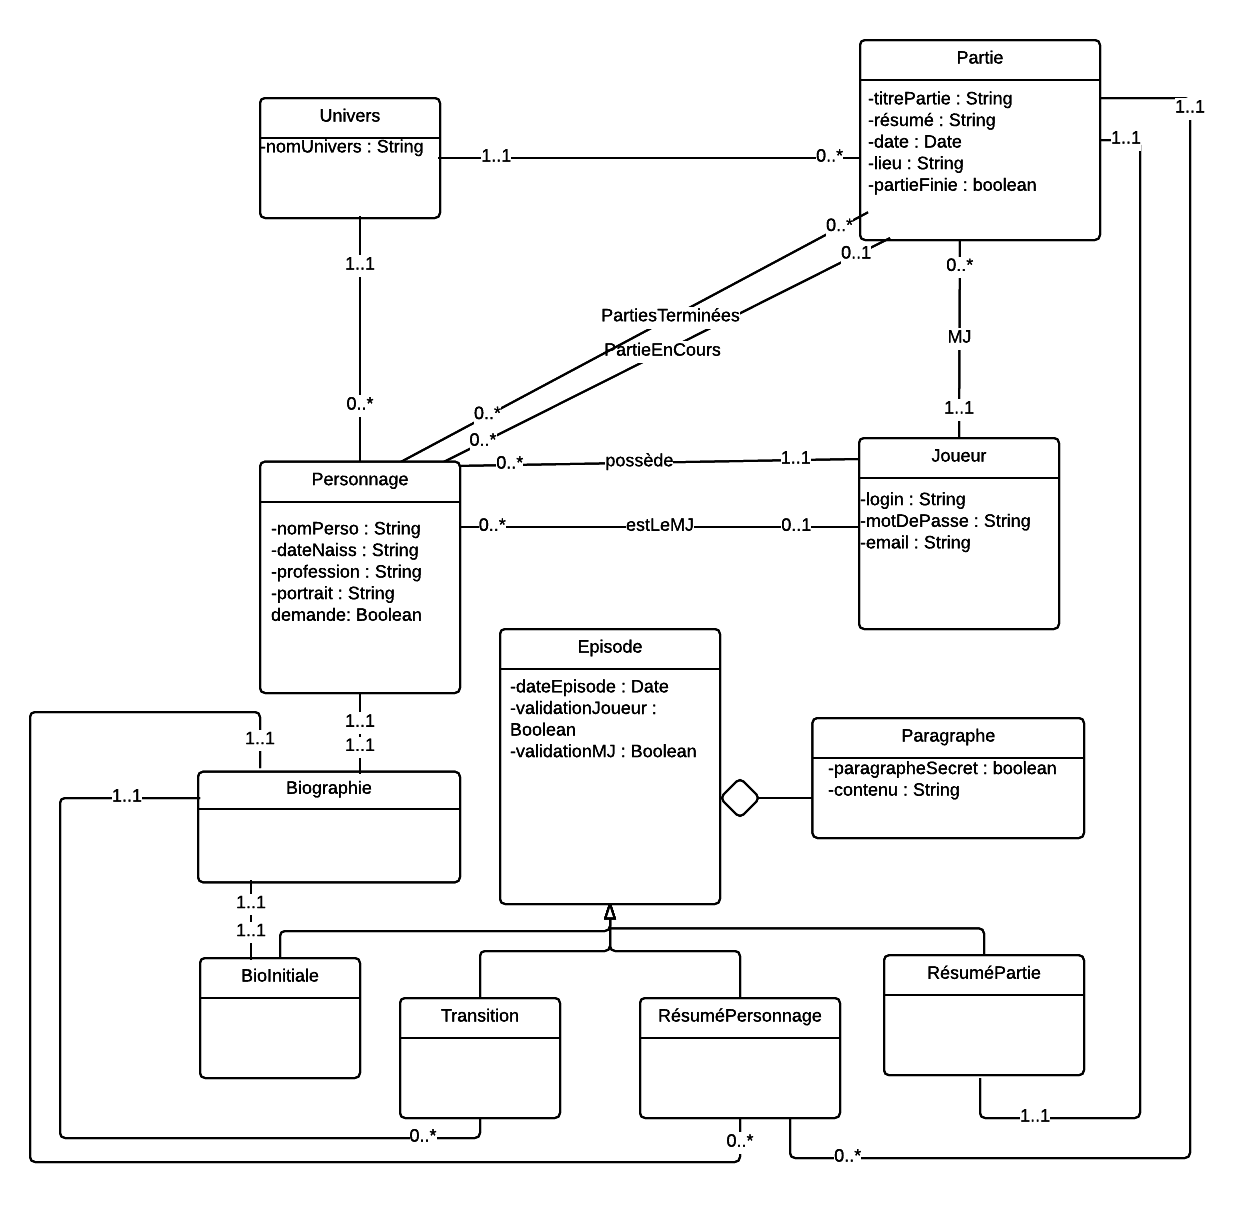 Partie
-titrePartie : String
-résumé : String
-date : Date
-lieu : String
-partieFinie : boolean
1..1
1..1
Univers
-nomUnivers : String
1..1
0..*
0..*
0..1
1..1
0..*
PartiesTerminées
PartieEnCours
MJ
0..*
0..*
0..*
1..1
Personnage
-nomPerso : String
-dateNaiss : String
-profession : String
-portrait : String
demande: Boolean
0..*
possède
1..1
0..*
estLeMJ
0..1
Joueur
-login : String
-motDePasse : String
-email : String
Episode
-dateEpisode : Date
-validationJoueur :
Boolean
-validationMJ : Boolean
Paragraphe
-paragrapheSecret : boolean
-contenu : String
1..1
1..1
1..1
1..1
Biographie
1..1
1..1
BioInitiale
Transition
RésuméPersonnage
RésuméPartie
0..*
0..*
0..*
1..1